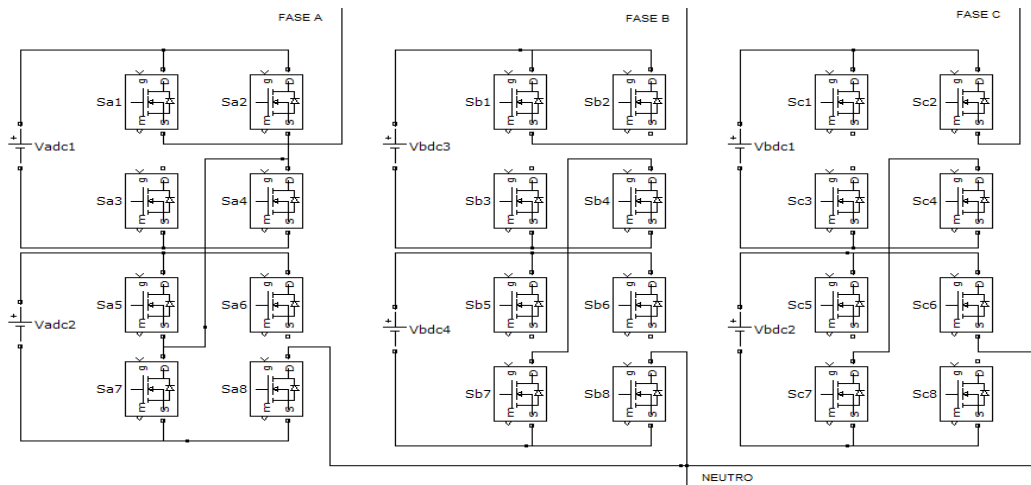 FASE A
FASE B
FASE C
g D m S
Sa1
g D m S
Sa2
g D m S
Sb1
g D m S
Sb2
g D m S
Sc1
g D m S
Sc2
+ Vadc1
+ Vbdc3
+ Vbdc1
g D m S
Sa3
g D m S
Sa4
g D m S
Sb3
g D m S
Sb4
g D m S
Sc3
g D m S
Sc4
g D m S
Sa5
g D m S
Sa6
g D m S
Sb5
g D m S
Sb6
g D m S
Sc5
g D m S
Sc6
+ Vadc2
+ Vbdc4
+ Vbdc2
g D m S
Sa7
g D m S
Sa8
g D m S
Sb7
g D m S
Sb8
g D m S
Sc7
g D m S
Sc8
NEUTRO